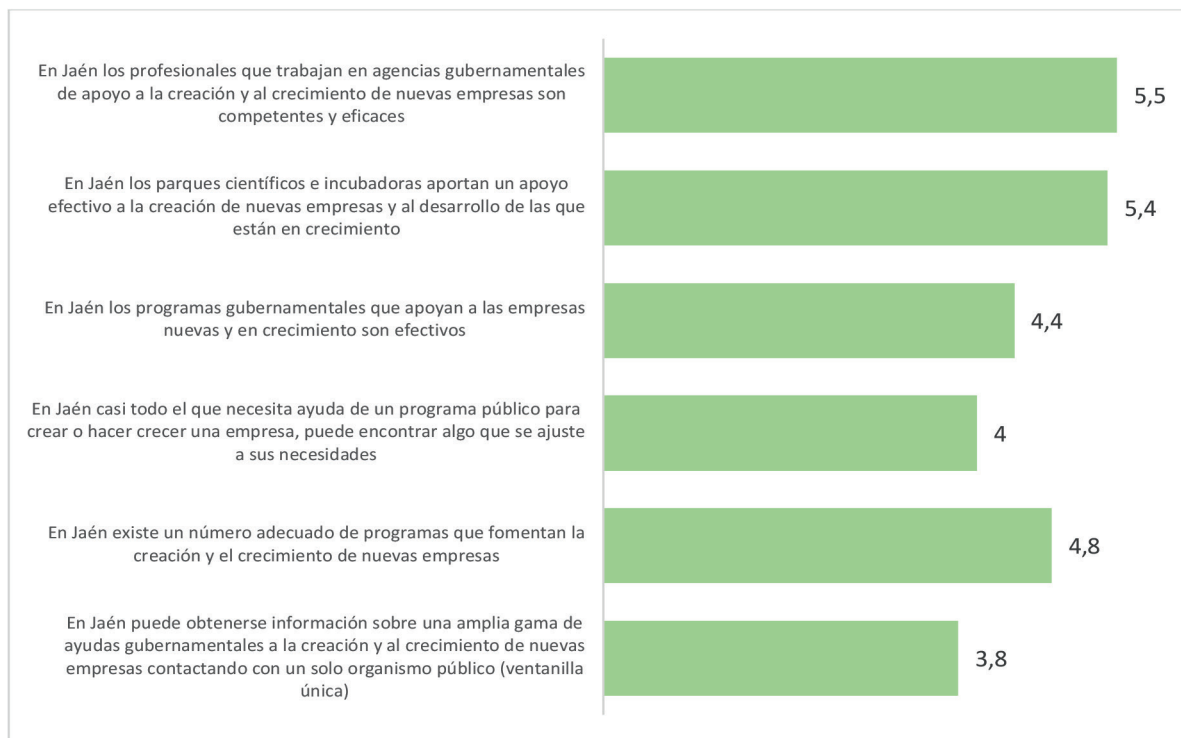 En Jaén los profesionales que trabajan en agencias gubernamentales
de apoyo a la creación y al crecimiento de nuevas empresas son
competentes y eficaces
5,5
En Jaén los parques científicos e incubadoras aportan un apoyo
efectivo a la creación de nuevas empresas y al desarrollo de las que
están en crecimiento
5,4
En Jaén los programas gubernamentales que apoyan a las empresas
nuevas y en crecimiento son efectivos
4,4
En Jaén casi todo el que necesita ayuda de un programa público para
crear o hacer crecer una empresa, puede encontrar algo que se ajuste
a sus necesidades
4
En Jaén existe un número adecuado de programas que fomentan la
creación y el crecimiento de nuevas empresas
4,8
En Jaén puede obtenerse información sobre una amplia gama de
ayudas gubernamentales a la creación y al crecimiento de nuevas
empresas contactando con un solo organismo público (ventanilla
única)
3,8